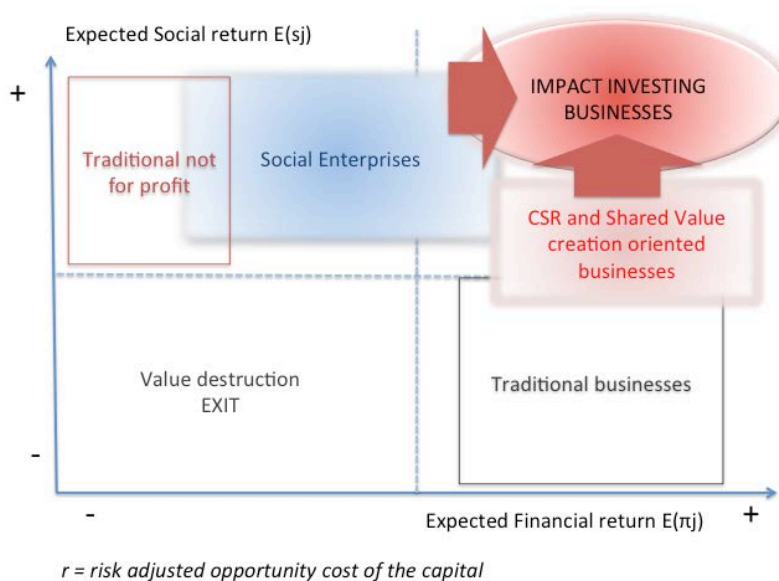 Expected Social return E(sj)
+
IMPACT INVESTING
BUSINESSES
Traditional not
for profit
Social Enterprises
CSR and Shared Value
creation oriented
businesses
Value destruction
EXIT
Traditional businesses
-
-
Expected Financial return E(πj)
+
r = risk adjusted opportunity cost of the capital